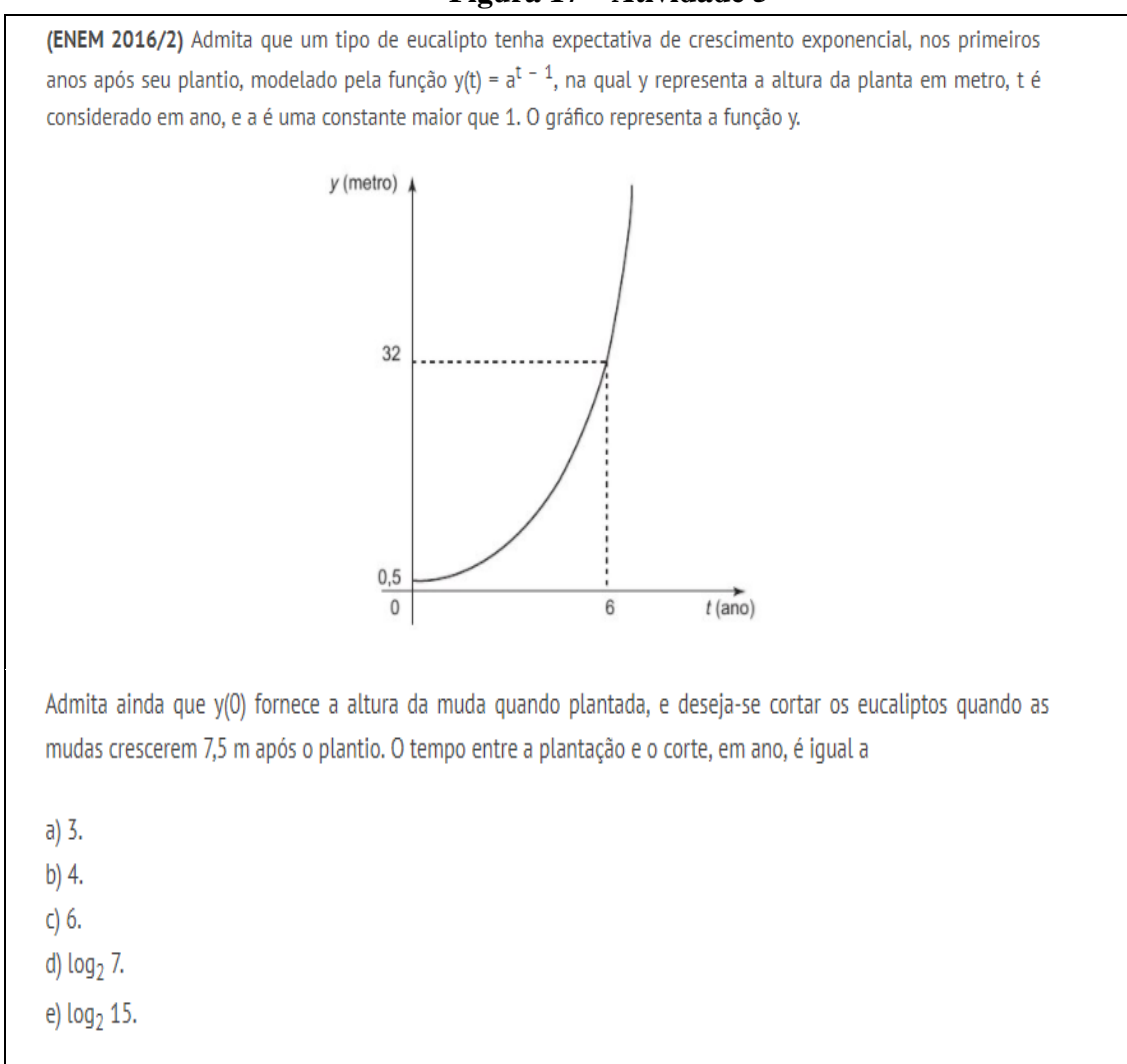 (ENEM 2016/2) Admita que um tipo de eucalipto tenha expectativa de crescimento exponencial, nos primeiros
anos após seu plantio, modelado pela função y(t) = a^{t − 1}, na qual y representa a altura da planta em metro, t é
considerado em ano, e a é uma constante maior que 1. O gráfico representa a função y.
y (metro)
32
0,5
0
6
t (ano)
Admita ainda que y(0) fornece a altura da muda quando plantada, e deseja-se cortar os eucaliptos quando as
mudas crescerem 7,5 m após o plantio. O tempo entre a plantação e o corte, em ano, é igual a
a) 3.
b) 4.
c) 6.
d) log₂ 7.
e) log₂ 15.